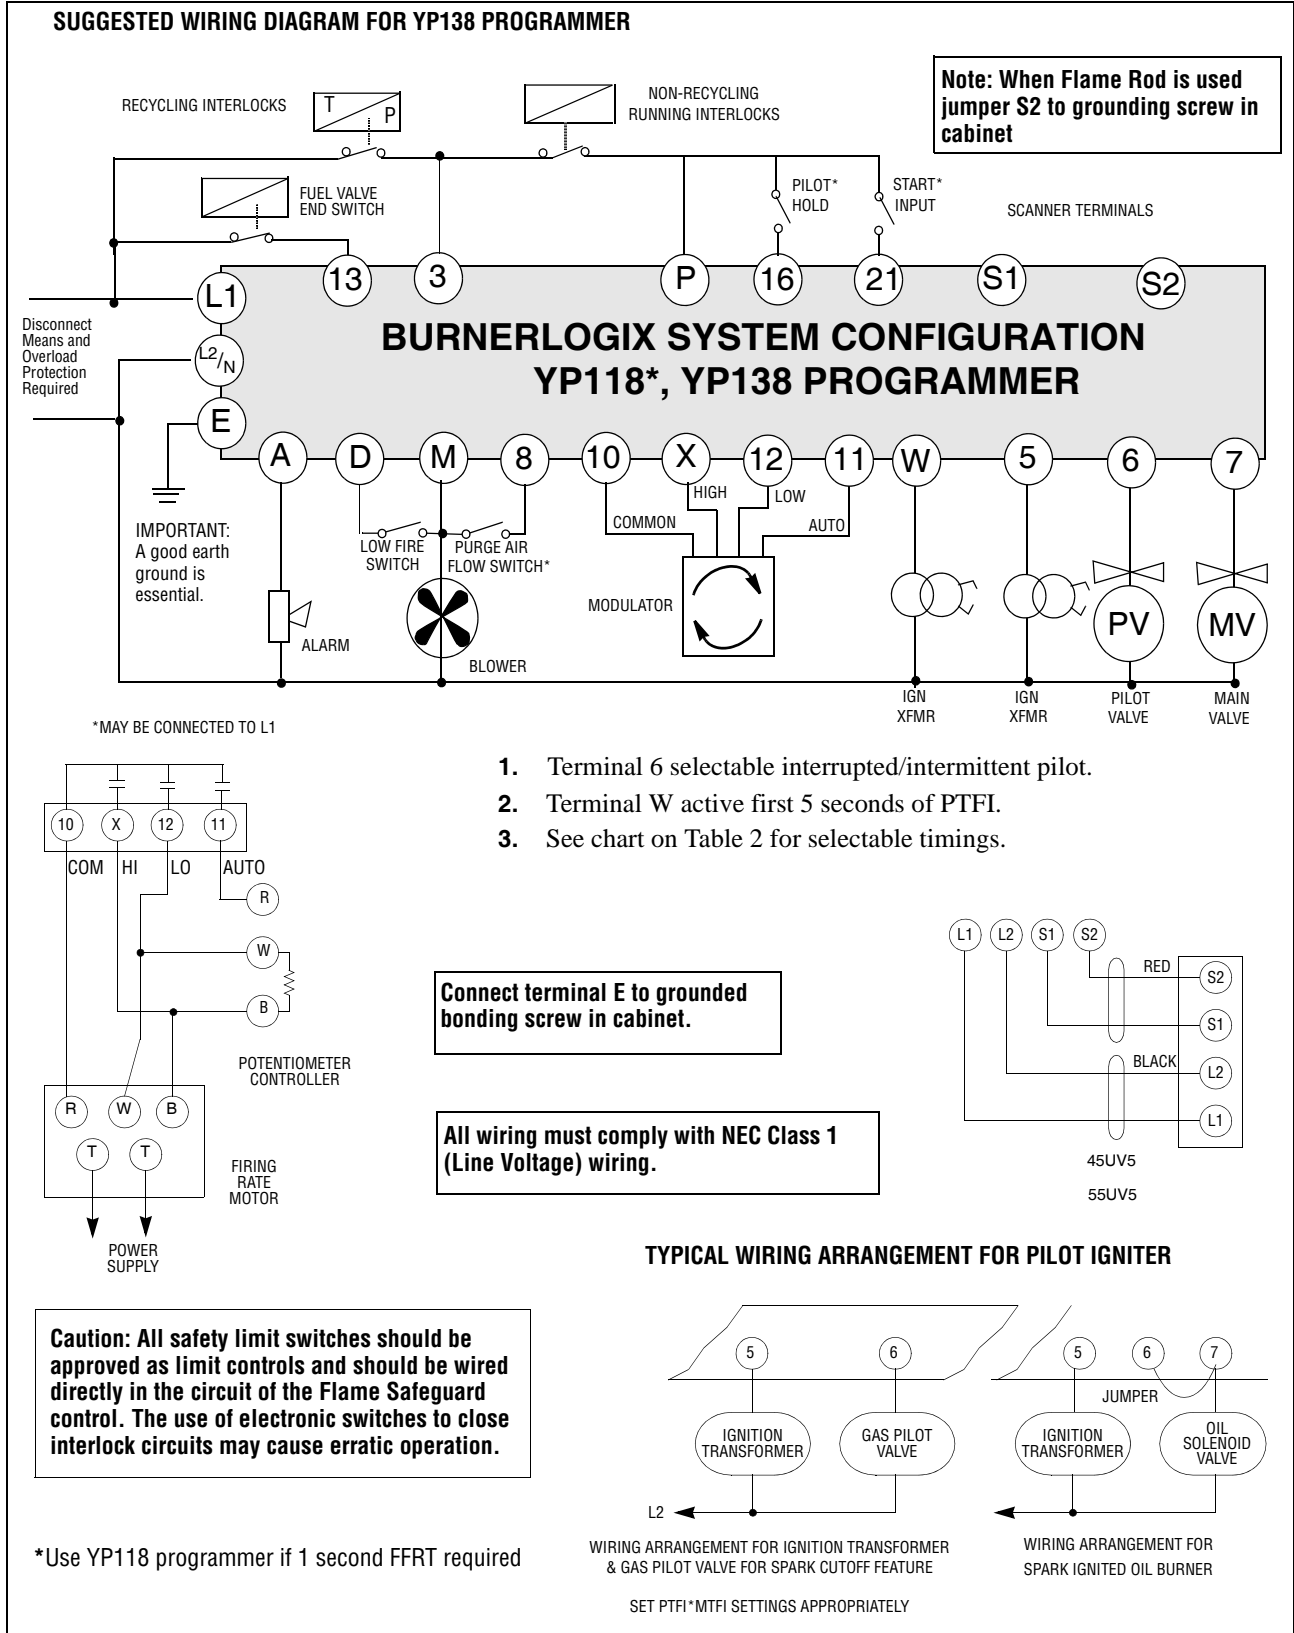 SUGGESTED WIRING DIAGRAM FOR YP138 PROGRAMMER
Note: When Flame Rod is used
jumper S2 to grounding screw in
cabinet
RECYCLING INTERLOCKS
T
P
NON-RECYCLING
RUNNING INTERLOCKS
FUEL VALVE
END SWITCH
PILOT*
HOLD
START*
INPUT
SCANNER TERMINALS
L1
13
3
P
16
21
S1
S2
Disconnect
Means and
Overload
Protection
Required
L2/N
E
BURNERLOGIX SYSTEM CONFIGURATION
YP118*, YP138 PROGRAMMER
A
D
M
8
10
X
12
11
W
5
6
7
HIGH
LOW
COMMON
AUTO
IMPORTANT:
A good earth
ground is
essential.
LOW FIRE
SWITCH
PURGE AIR
FLOW SWITCH*
MODULATOR
ALARM
BLOWER
PV
MV
IGN
XFMR
IGN
XFMR
PILOT
VALVE
MAIN
VALVE
*MAY BE CONNECTED TO L1
1. Terminal 6 selectable interrupted/intermittent pilot.
2. Terminal W active first 5 seconds of PTFI.
3. See chart on Table 2 for selectable timings.
10
X
12
11
COM
HI
LO
AUTO
R
W
B
POTENTIOMETER
CONTROLLER
R
W
B
T
T
FIRING
RATE
MOTOR
POWER
SUPPLY
Connect terminal E to grounded
bonding screw in cabinet.
All wiring must comply with NEC Class 1
(Line Voltage) wiring.
L1
L2
S1
S2
RED
S2
S1
BLACK
L2
L1
45UV5
55UV5
TYPICAL WIRING ARRANGEMENT FOR PILOT IGNITER
5
6
5
6
7
JUMPER
IGNITION
TRANSFORMER
GAS PILOT
VALVE
IGNITION
TRANSFORMER
OIL
SOLENOID
VALVE
L2
WIRING ARRANGEMENT FOR IGNITION TRANSFORMER
& GAS PILOT VALVE FOR SPARK CUTOFF FEATURE
SET PTFI*MTFI SETTINGS APPROPRIATELY
WIRING ARRANGEMENT FOR
SPARK IGNITED OIL BURNER
Caution: All safety limit switches should be
approved as limit controls and should be wired
directly in the circuit of the Flame Safeguard
control. The use of electronic switches to close
interlock circuits may cause erratic operation.
*Use YP118 programmer if 1 second FFRT required